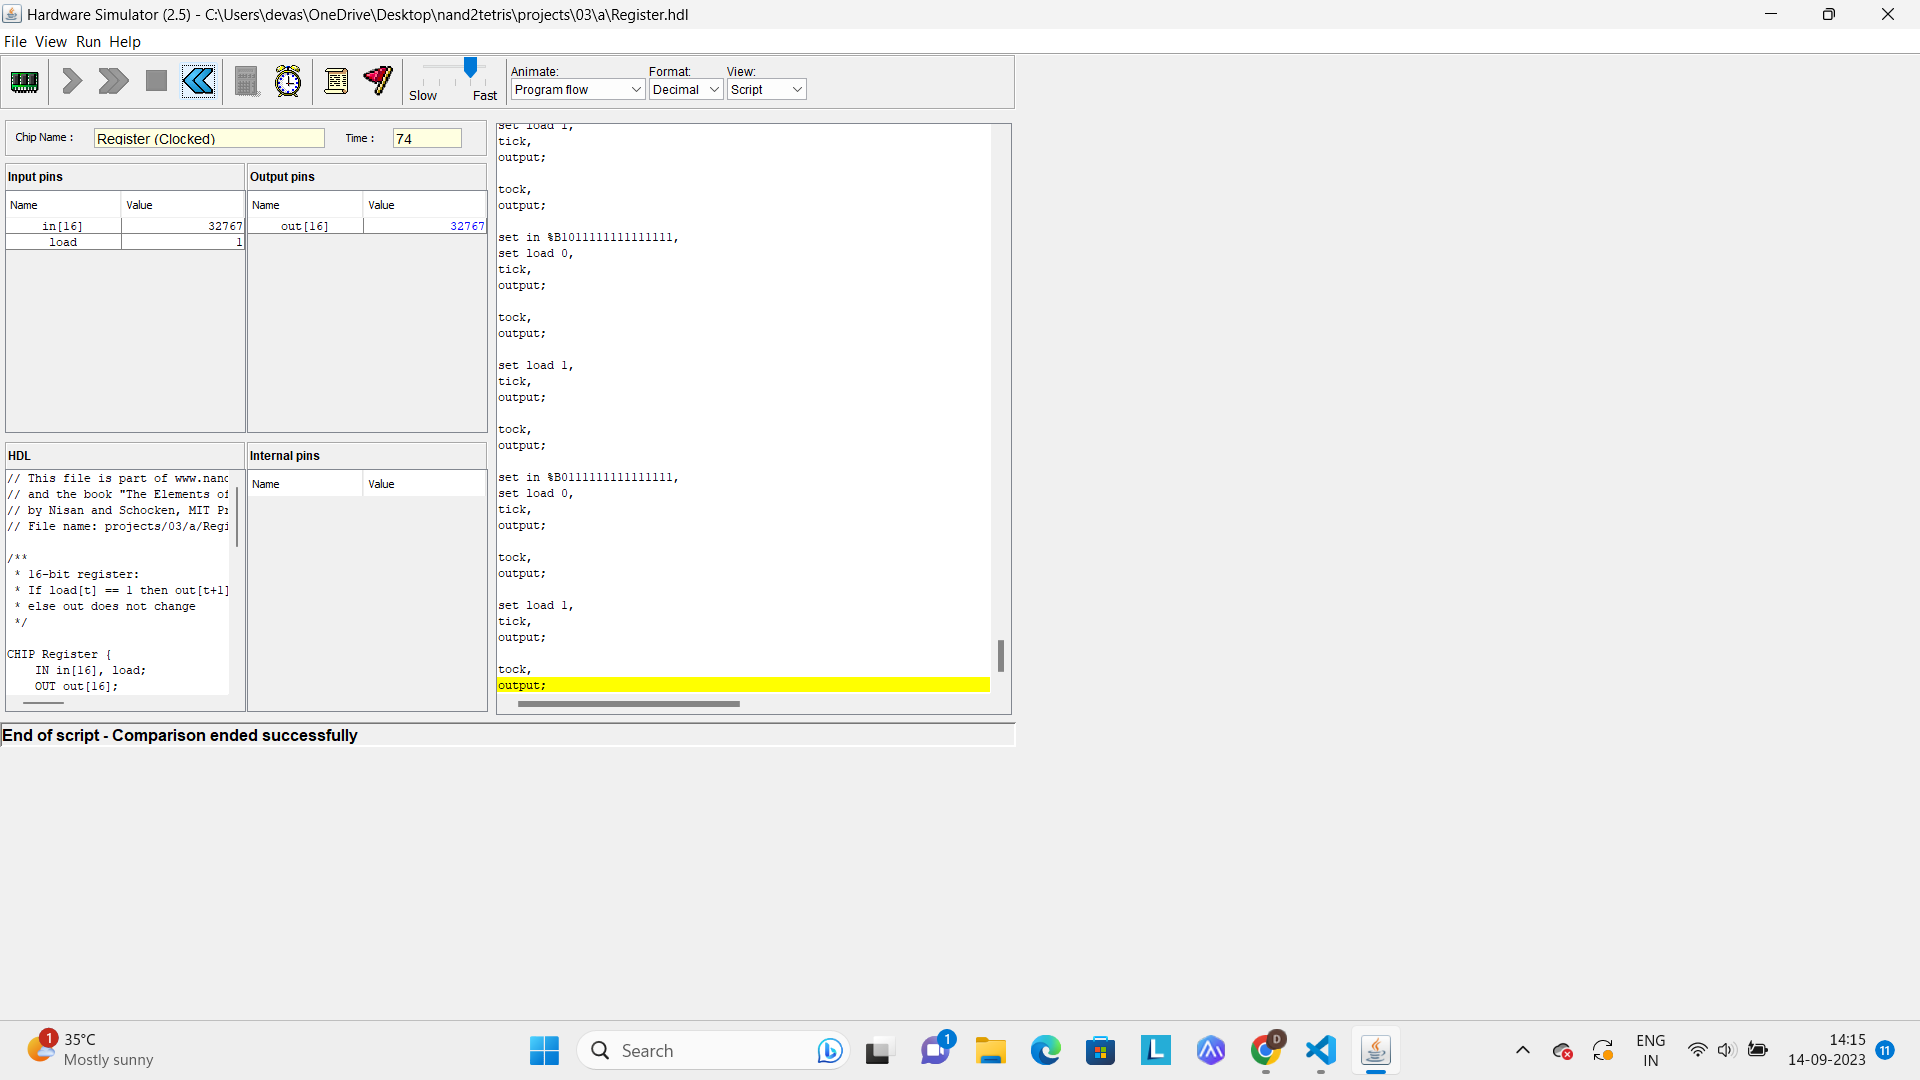 Hardware Simulator (2.5) - C:\Users\devas\OneDrive\Desktop\nand2tetris\projects\03\a\Register.hdl
File View Run Help
Slow Fast
Animate: Format: View:
Program flow Decimal Script
Chip Name : Register (Clocked) Time : 74
Input pins
Name Value
in[16] 32767
load 1
Output pins
Name Value
out[16] 32767
HDL
// This file is part of www.nand
// and the book "The Elements of
// by Nisan and Schocken, MIT Pr
// File name: projects/03/a/Regi
/**
* 16-bit register:
* If load[t] == 1 then out[t+1]
* else out does not change
*/
CHIP Register {
IN in[16], load;
OUT out[16];
Internal pins
Name Value
set load 1,
tick,
output;
tock,
output;
set in %B1011111111111111,
set load 0,
tick,
output;
tock,
output;
set load 1,
tick,
output;
tock,
output;
set in %B0111111111111111,
set load 0,
tick,
output;
tock,
output;
set load 1,
tick,
output;
tock,
output;
End of script - Comparison ended successfully
1
35°C
Mostly sunny
Search
1
L
D
ENG
IN
14:15
14-09-2023
11